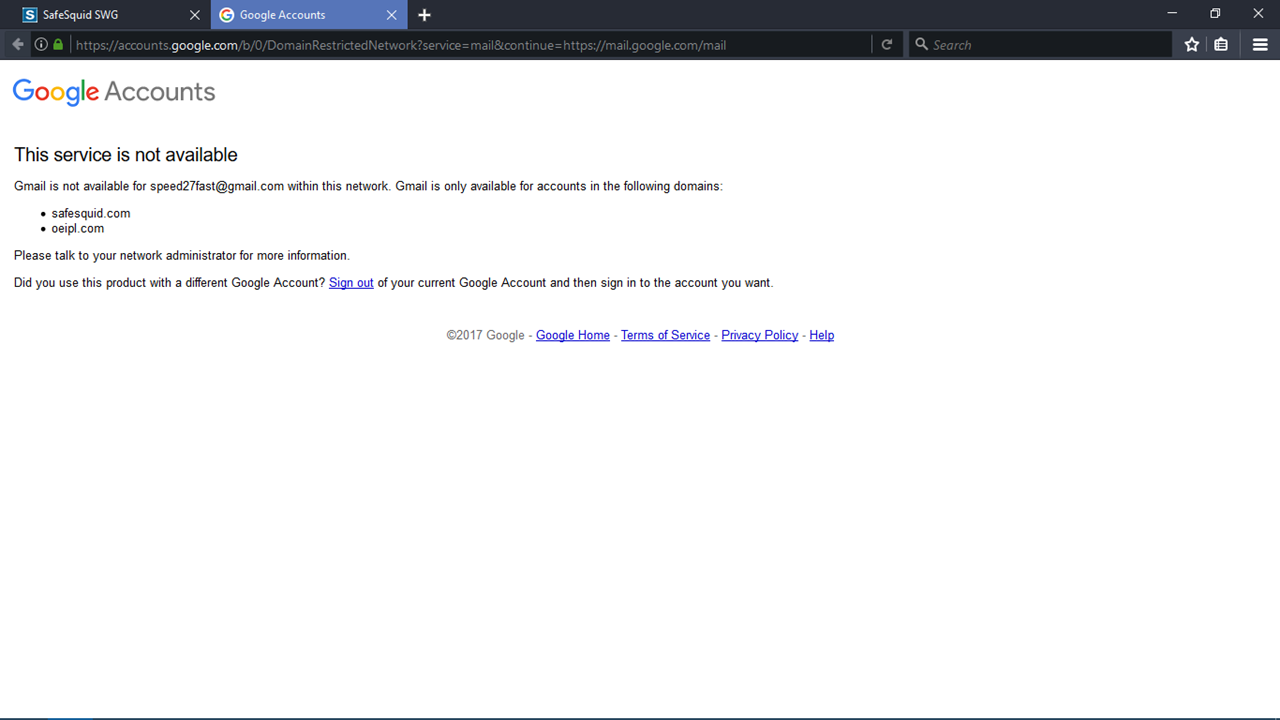 SafeSquid SWG
Google Accounts
https://accounts.google.com/b/0/DomainRestrictedNetwork?service=mail&continue=https://mail.google.com/mail
Search
Google Accounts
This service is not available
Gmail is not available for speed27fast@gmail.com within this network. Gmail is only available for accounts in the following domains:
• safesquid.com
• oeipl.com
Please talk to your network administrator for more information.
Did you use this product with a different Google Account? Sign out of your current Google Account and then sign in to the account you want.
©2017 Google - Google Home - Terms of Service - Privacy Policy - Help